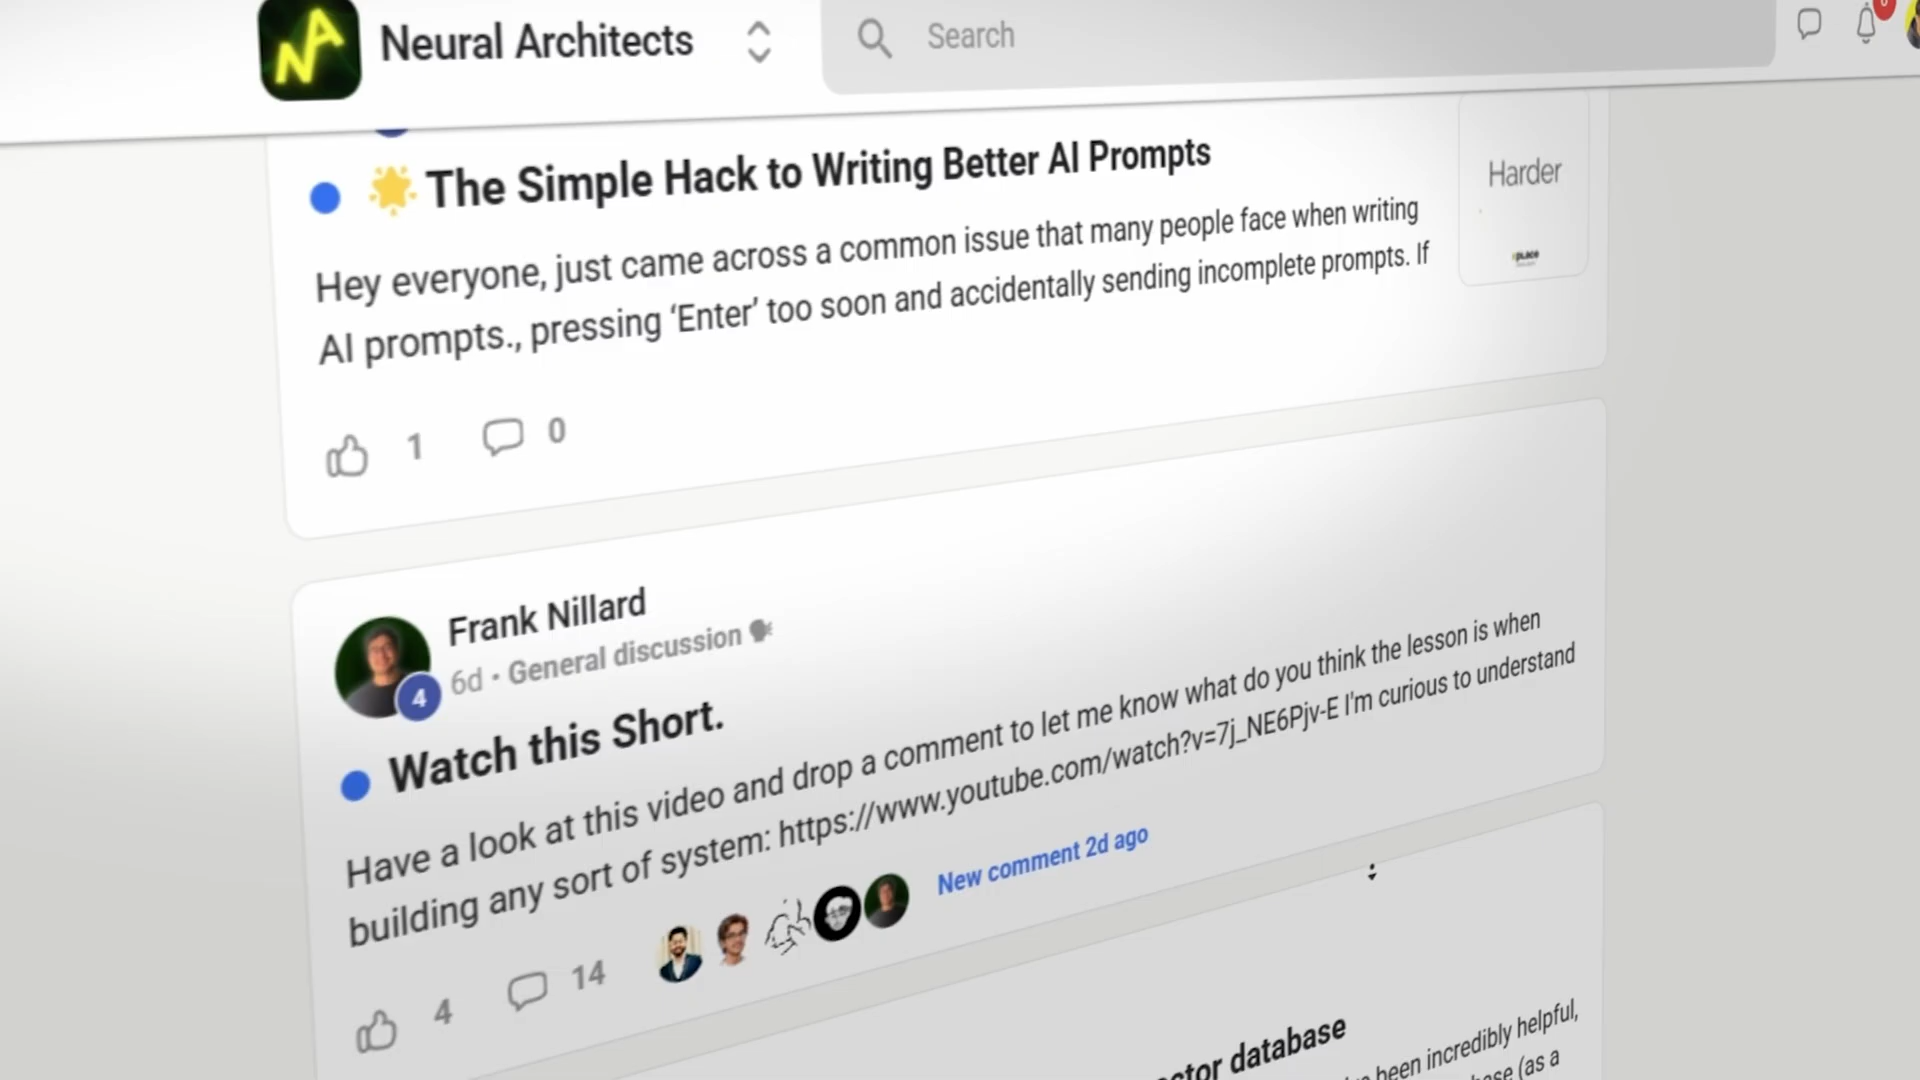 NA
Neural Architects
Search
The Simple Hack to Writing Better AI Prompts
Hey everyone, just came across a common issue that many people face when writing
AI prompts., pressing ‘Enter’ too soon and accidentally sending incomplete prompts. If
Harder
1
0
Frank Nillard
4
6d • General discussion
Watch this Short.
Have a look at this video and drop a comment to let me know what do you think the lesson is when
building any sort of system: https://www.youtube.com/watch?v=7j_NE6Pjv-E I'm curious to understand
4
14
New comment 2d ago
database
been incredibly helpful,
(as a